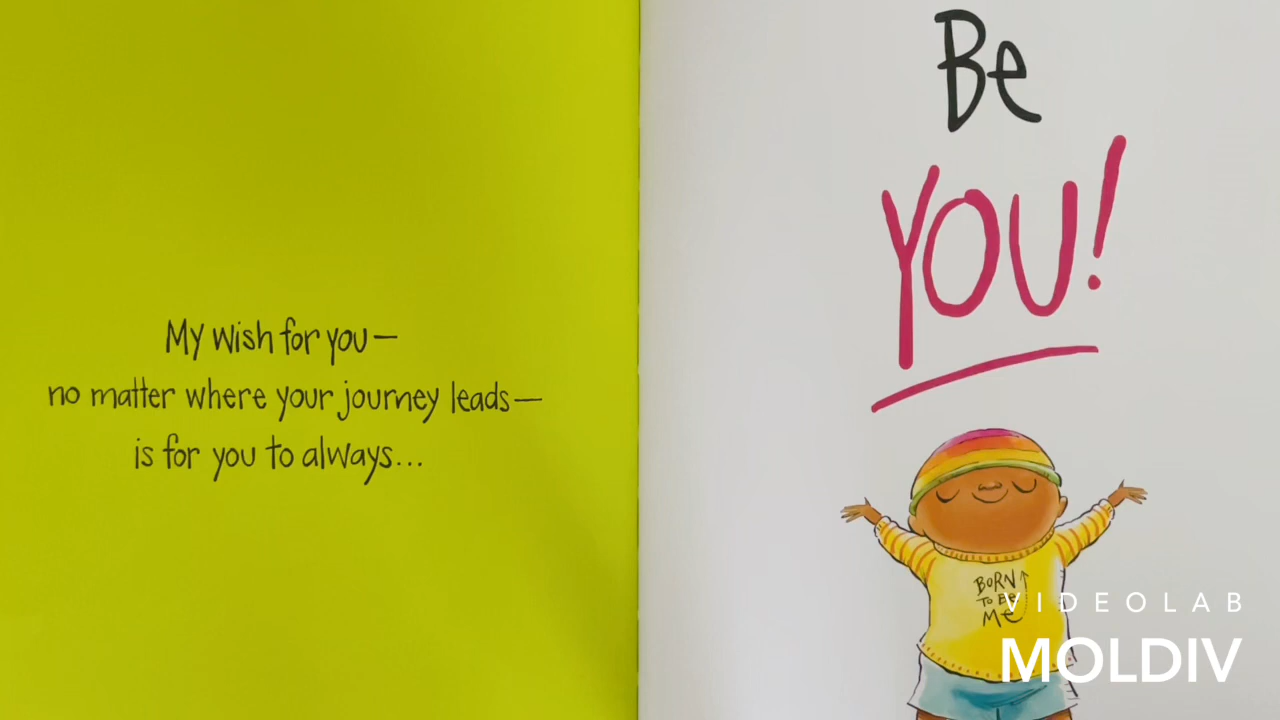 My wish for you—
no matter where your journey leads—
is for you to always...
Be
YOU!
BORN
TO BE
ME
VIDEOLAB
MOLDIV